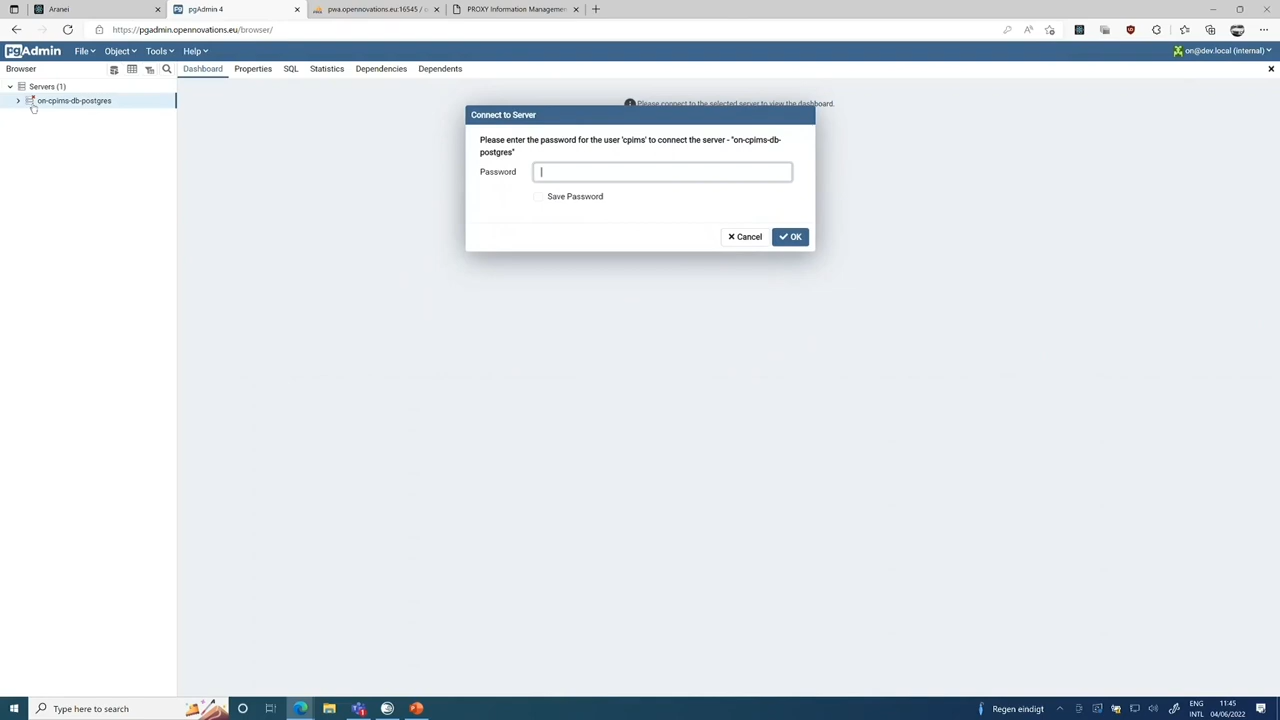 Aranei
pgAdmin 4
pwa.opennovations.eu:16545 / o
PROXY Information Managemen
https://pgadmin.opennovations.eu/browser/
pgAdmin
File
Object
Tools
Help
on@dev.local (internal)
Browser
Dashboard
Properties
SQL
Statistics
Dependencies
Dependents
Servers (1)
on-cpims-db-postgres
Please connect to the selected server to view the dashboard.
Connect to Server
Please enter the password for the user 'cpims' to connect the server - "on-cpims-db-
postgres"
Password
Save Password
Cancel
OK
Type here to search
Regen eindigt
ENG
INTL
11:45
04/06/2022